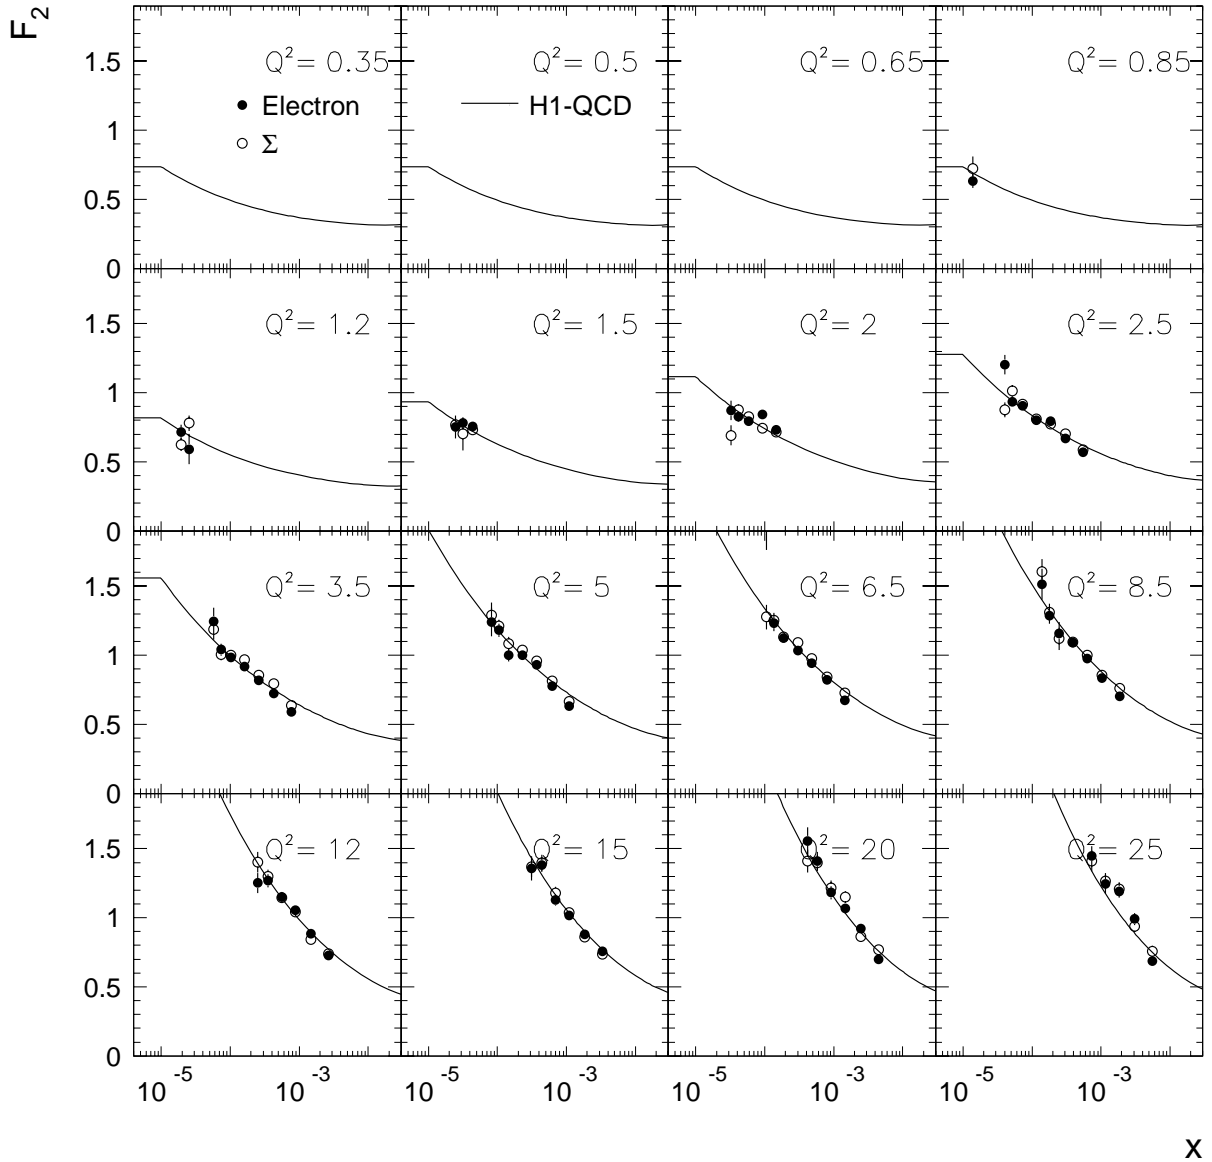 F₂
Q² = 0.35 Q² = 0.5 Q² = 0.65 Q² = 0.85
1.5
● Electron — H1-QCD
○ Σ
1
0.5
0
Q² = 1.2 Q² = 1.5 Q² = 2 Q² = 2.5
1.5
1
0.5
0
Q² = 3.5 Q² = 5 Q² = 6.5 Q² = 8.5
1.5
1
0.5
0
Q² = 12 Q² = 15 Q² = 20 Q² = 25
1.5
1
0.5
0
10⁻⁵ 10⁻³ 10⁻⁵ 10⁻³ 10⁻⁵ 10⁻³ 10⁻⁵ 10⁻³
x